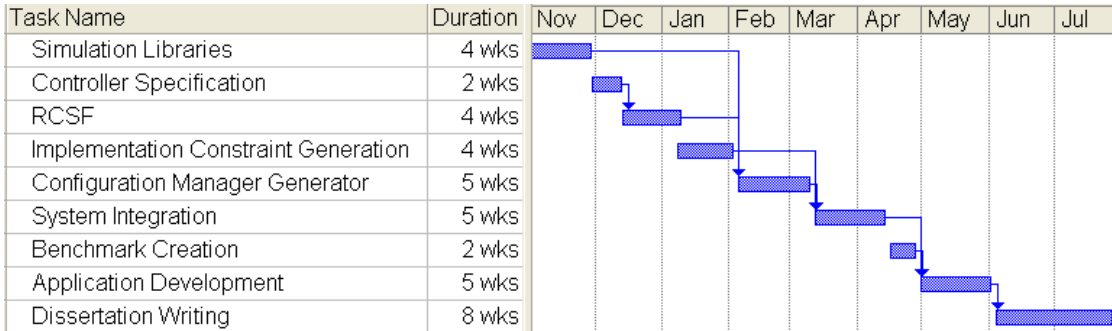 Task Name Duration Nov Dec Jan Feb Mar Apr May Jun Jul
Simulation Libraries 4 wks
Controller Specification 2 wks
RCSF 4 wks
Implementation Constraint Generation 4 wks
Configuration Manager Generator 5 wks
System Integration 5 wks
Benchmark Creation 2 wks
Application Development 5 wks
Dissertation Writing 8 wks